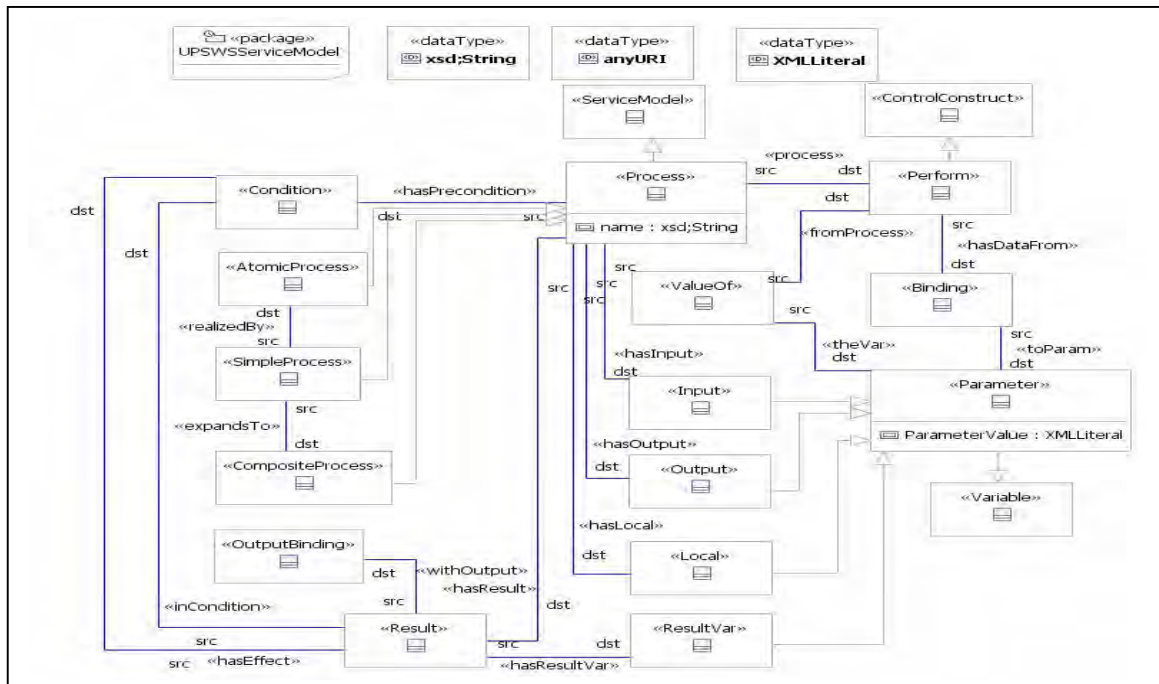 «package»
UPSWSServiceModel
«dataType»
xsd;String
«dataType»
anyURI
«dataType»
XMLLiteral
«ServiceModel»
«ControlConstruct»
«process»
src
dst
«Condition»
«hasPrecondition»
«Process»
«Perform»
dst
dst
src
dst
dst
name : xsd;String
«fromProcess»
src
«hasDataFrom»
dst
«AtomicProcess»
src
src
src
src
«ValueOf»
src
«Binding»
dst
«realizedBy»
src
src
src
«theVar»
dst
«toParam»
dst
«SimpleProcess»
«hasInput»
dst
«Parameter»
src
«Input»
«expandsTo»
dst
«hasOutput»
ParameterValue : XMLLiteral
«CompositeProcess»
dst
«Output»
«Variable»
«hasLocal»
«OutputBinding»
dst
«Local»
dst
«withOutput»
«hasResult»
«inCondition»
src
dst
«Result»
«ResultVar»
src
src
dst
src
«hasEffect»
«hasResultVar»